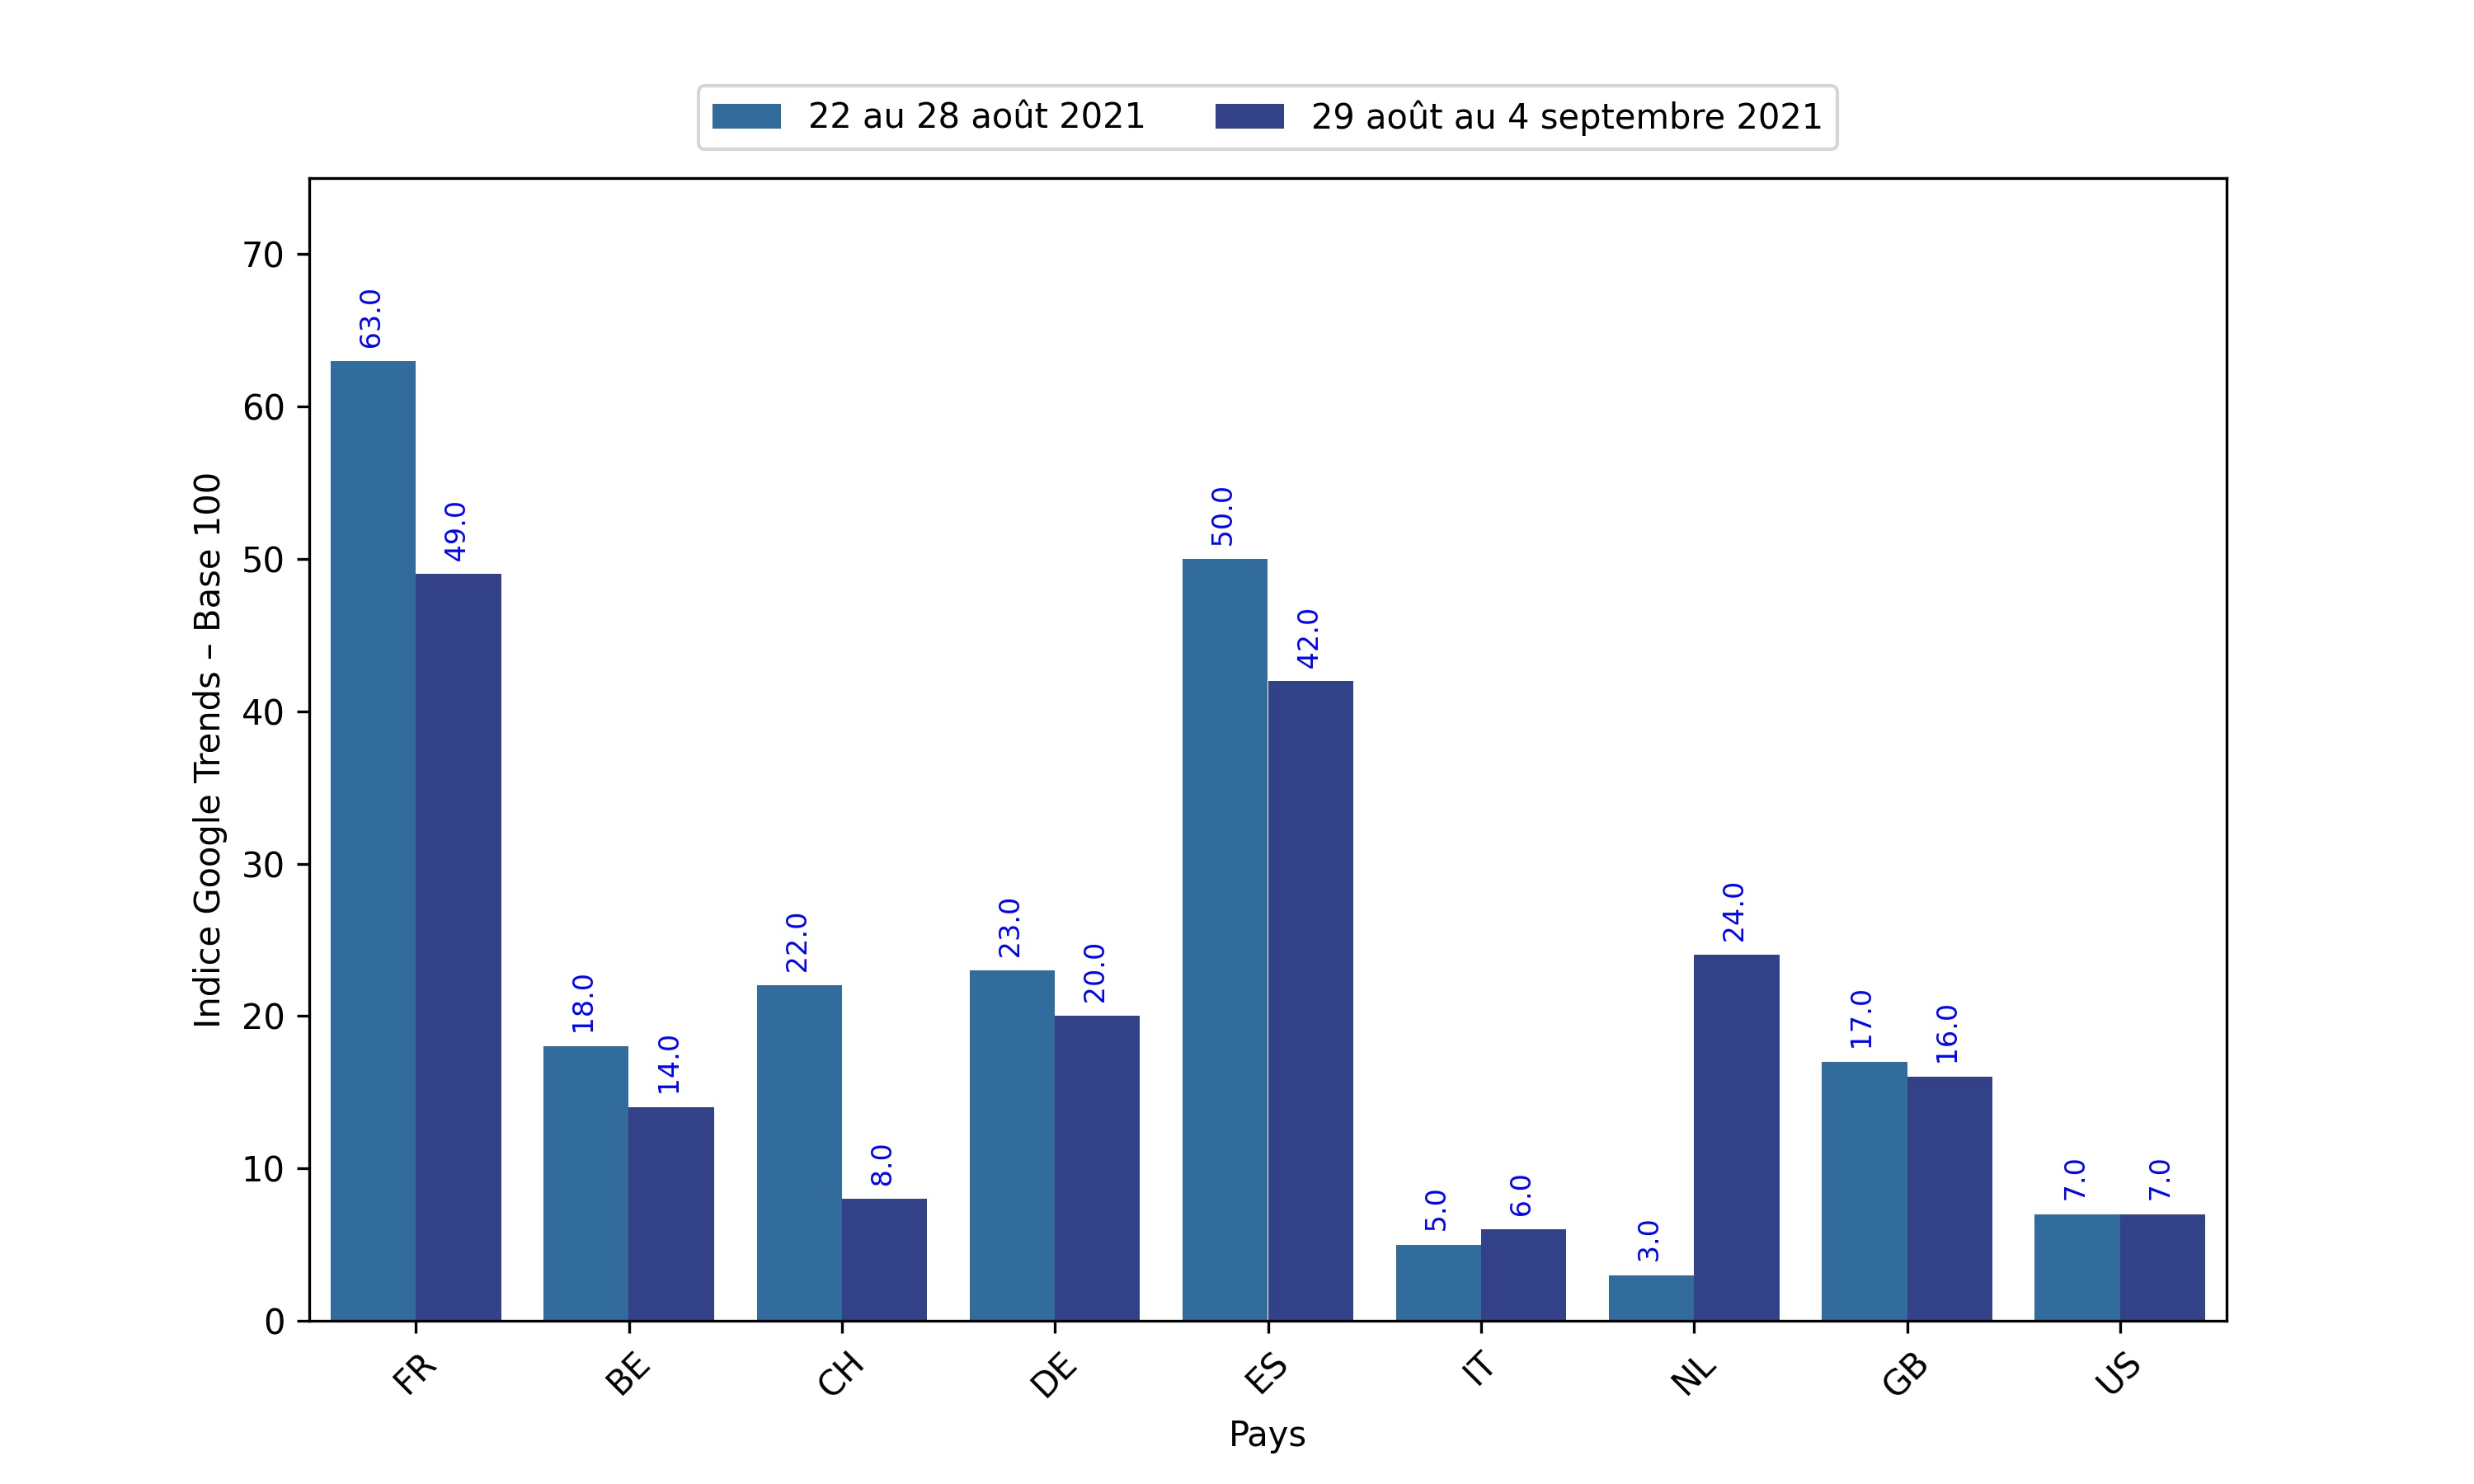 22 au 28 août 2021
29 août au 4 septembre 2021
Indice Google Trends – Base 100
70
60
50
40
30
20
10
0
63.0
49.0
18.0
14.0
22.0
8.0
23.0
20.0
50.0
42.0
5.0
6.0
3.0
24.0
17.0
16.0
7.0
7.0
FR
BE
CH
DE
ES
IT
NL
GB
US
Pays